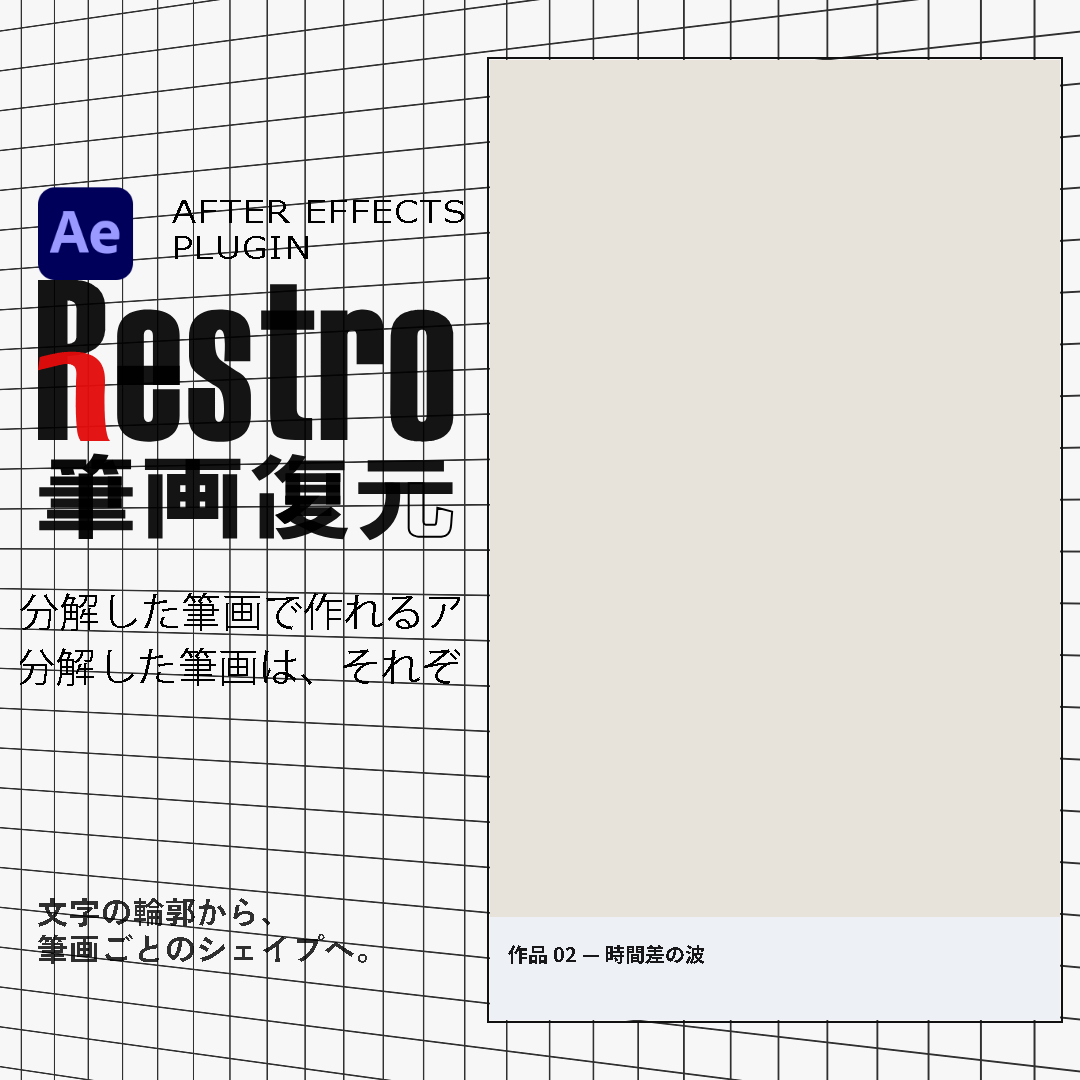 Ae
AFTER EFFECTS
PLUGIN
Restro
筆画復元
分解した筆画で作れるア
分解した筆画は、それぞ
文字の輪郭から、
筆画ごとのシェイプへ。
作品 02 — 時間差の波